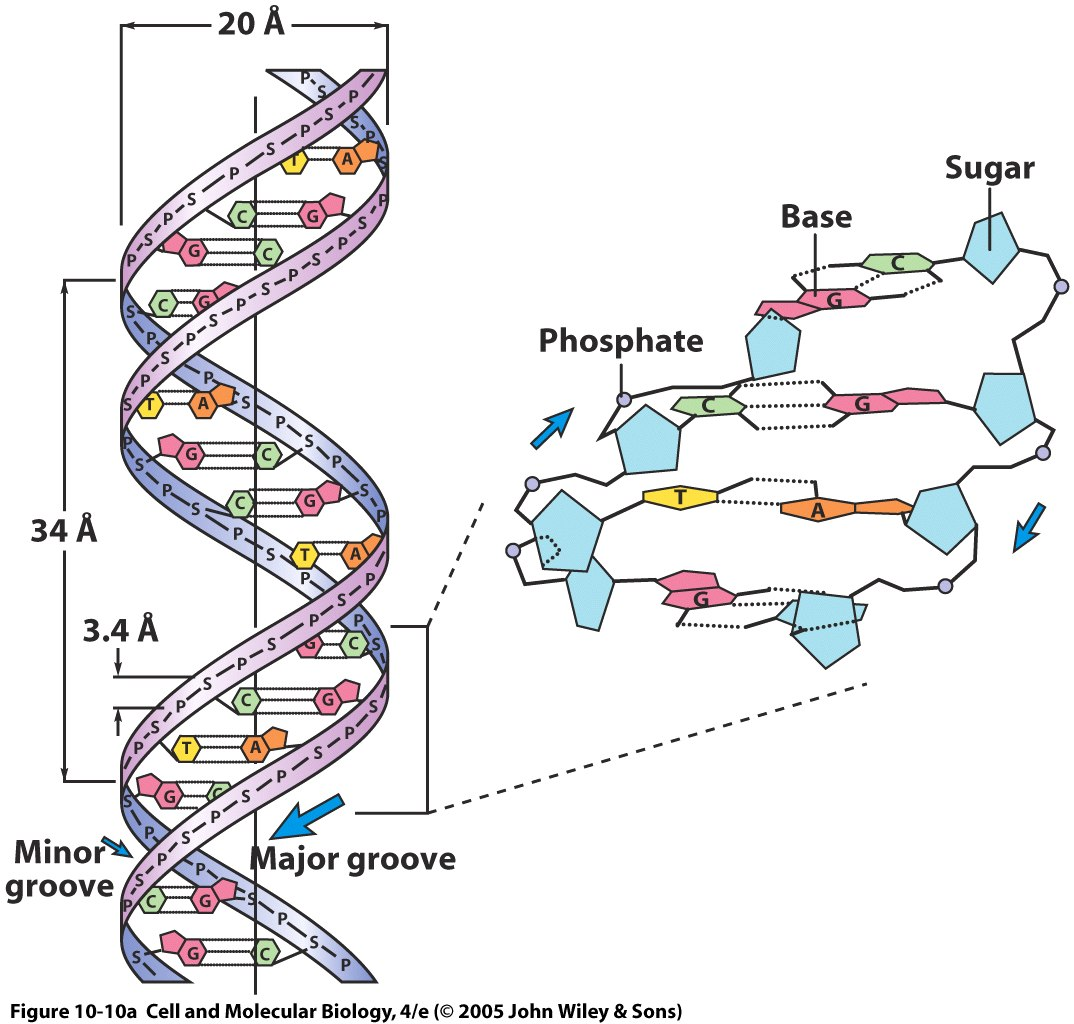 20 Å
P S P S P S P S P S P
P S S P S
T A
C G
G C
C G
P S P S P S P S P S P S
S P P S P S P S P
T A
G C
C G
T A
P S P S P S P S P S P S P
G C
C G
T A
G C
34 Å
3.4 Å
Minor
groove
Major groove
C G
G C
S P P S P S P
Sugar
Base
Phosphate
C
G
C G
T A
G
Figure 10-10a Cell and Molecular Biology, 4/e (© 2005 John Wiley & Sons)